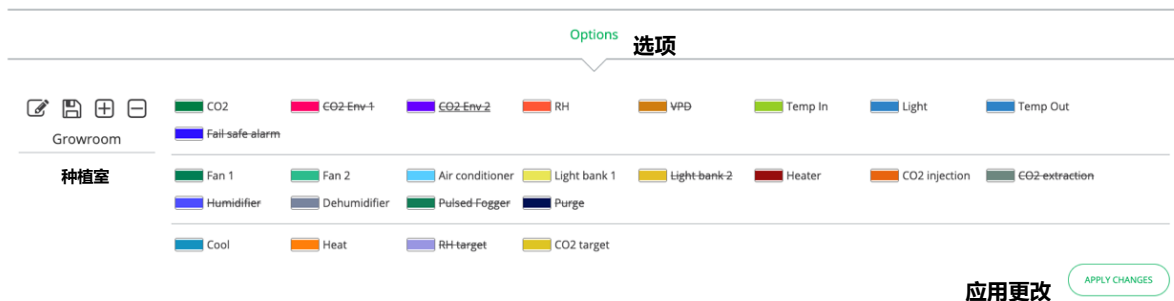 Options 选项
CO2 CO2 Env 1 CO2 Env 2 RH VPD Temp In Light Temp Out
Growroom Fail safe alarm
种植室 Fan 1 Fan 2 Air conditioner Light bank 1 Light bank 2 Heater CO2 injection CO2 extraction
Humidifier Dehumidifier Pulsed Fogger Purge
Cool Heat RH target CO2 target
应用更改 APPLY CHANGES